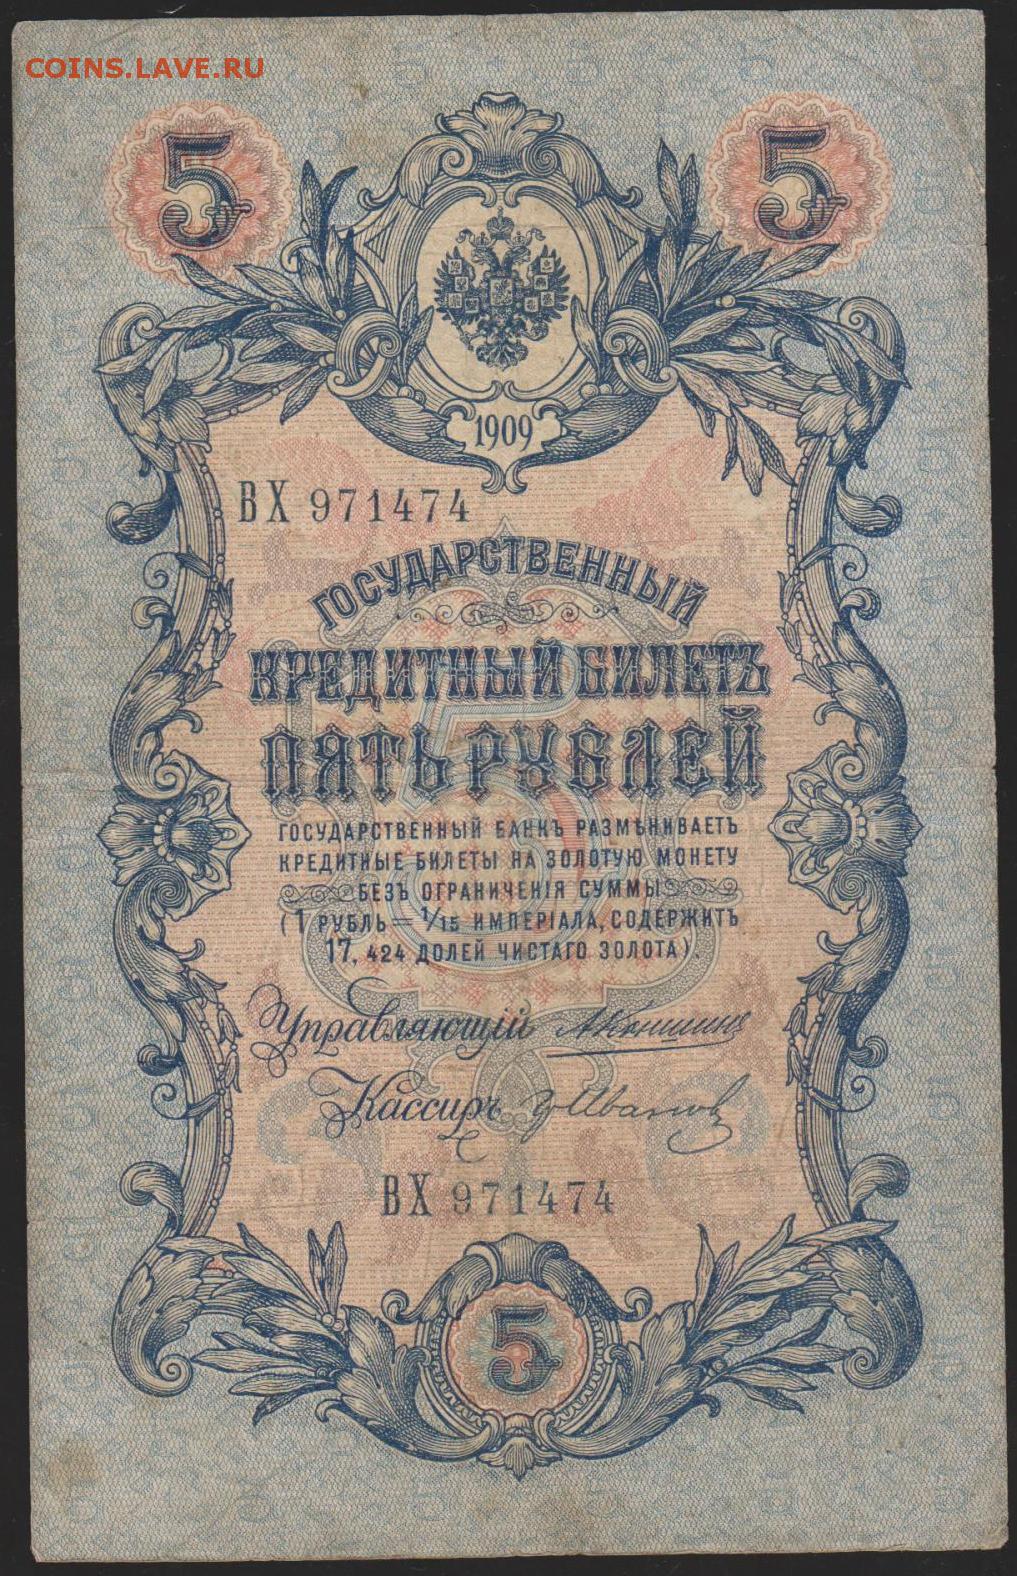 COINS.LAVE.RU
5 5
1909
ВХ 971474
ГОСУДАРСТВЕННЫЙ
КРЕДИТНЫЙ БИЛЕТЪ
ПЯТЬ РУБЛЕЙ
ГОСУДАРСТВЕННЫЙ БАНКЪ РАЗМѢНИВАЕТЪ
КРЕДИТНЫЕ БИЛЕТЫ НА ЗОЛОТУЮ МОНЕТУ
БЕЗЪ ОГРАНИЧЕНІЯ СУММЫ
(1 РУБЛЬ = 1/15 ИМПЕРІАЛА, СОДЕРЖИТЪ
17,424 ДОЛЕЙ ЧИСТАГО ЗОЛОТА).
Управляющій АКоншинъ
Кассиръ ГрИванов
ВХ 971474
5